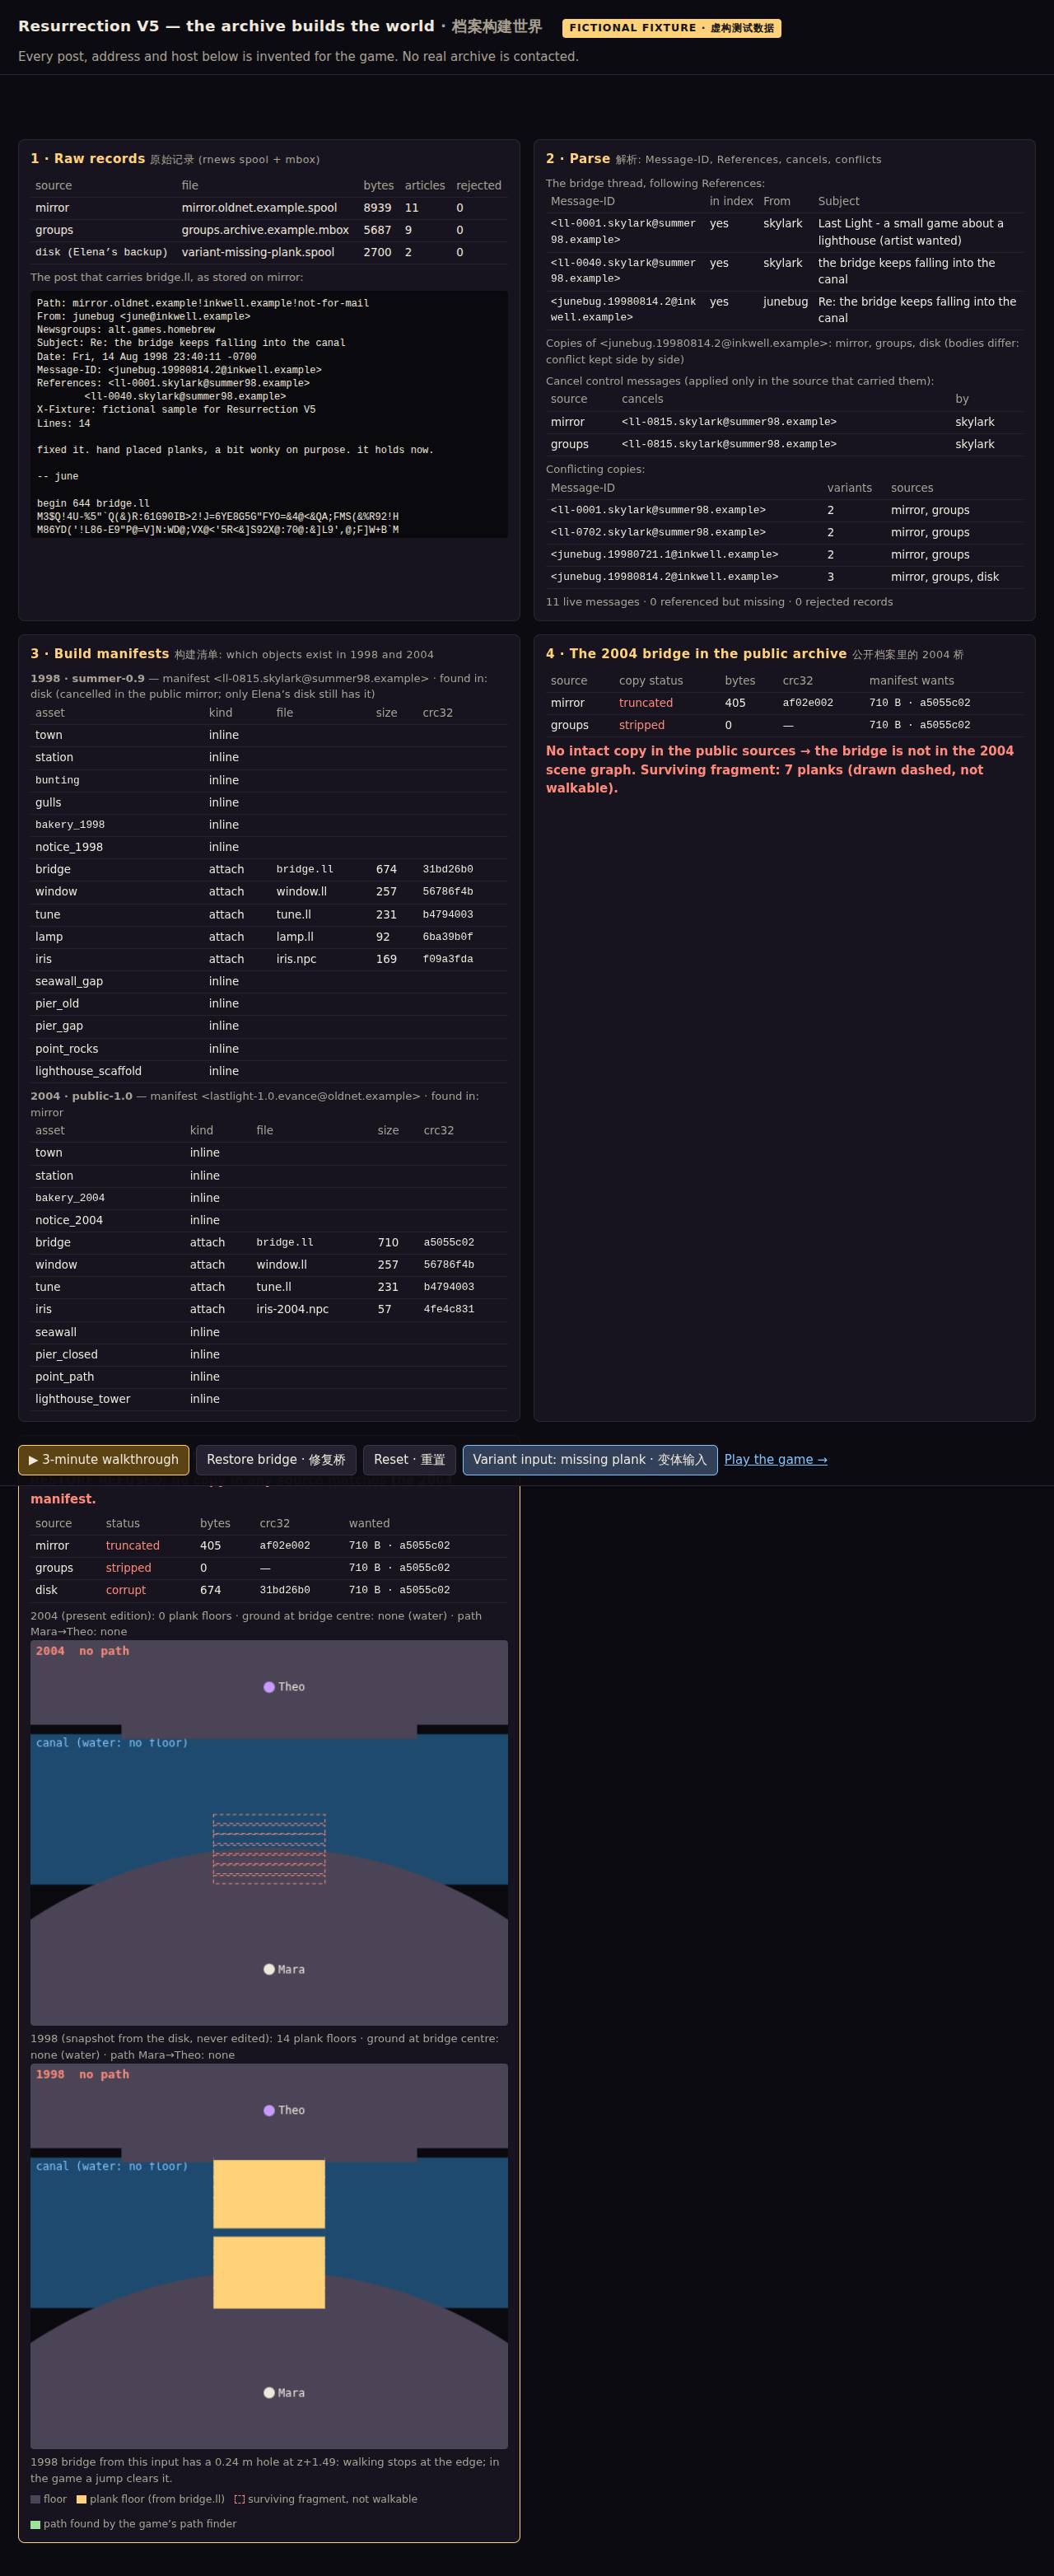 Resurrection V5 — the archive builds the world · 档案构建世界 FICTIONAL FIXTURE · 虚构测试数据
Every post, address and host below is invented for the game. No real archive is contacted.
1 · Raw records 原始记录 (rnews spool + mbox)
source file bytes articles rejected
mirror mirror.oldnet.example.spool 8939 11 0
groups groups.archive.example.mbox 5687 9 0
disk (Elena's backup) variant-missing-plank.spool 2700 2 0
The post that carries bridge.ll, as stored on mirror:
Path: mirror.oldnet.example!inkwell.example!not-for-mail
From: junebug <june@inkwell.example>
Newsgroups: alt.games.homebrew
Subject: Re: the bridge keeps falling into the canal
Date: Fri, 14 Aug 1998 23:40:11 -0700
Message-ID: <junebug.19980814.2@inkwell.example>
References: <ll-0001.skylark@summer98.example>
<ll-0040.skylark@summer98.example>
X-Fixture: fictional sample for Resurrection V5
Lines: 14
fixed it. hand placed planks, a bit wonky on purpose. it holds now.
-- june
begin 644 bridge.ll
2 · Parse 解析: Message-ID, References, cancels, conflicts
The bridge thread, following References:
Message-ID in index From Subject
<ll-0001.skylark@summer98.example> yes skylark Last Light - a small game about a
lighthouse (artist wanted)
<ll-0040.skylark@summer98.example> yes skylark the bridge keeps falling into the
canal
<junebug.19980814.2@inkwell.example> yes junebug Re: the bridge keeps falling into the
canal
Copies of <junebug.19980814.2@inkwell.example>: mirror, groups, disk (bodies differ:
conflict kept side by side)
Cancel control messages (applied only in the source that carried them):
source cancels by
mirror <ll-0815.skylark@summer98.example> skylark
groups <ll-0815.skylark@summer98.example> skylark
Conflicting copies:
Message-ID variants sources
<ll-0001.skylark@summer98.example> 2 mirror, groups
<ll-0702.skylark@summer98.example> 2 mirror, groups
<junebug.19980721.1@inkwell.example> 2 mirror, groups
<junebug.19980814.2@inkwell.example> 3 mirror, groups, disk
11 live messages · 0 referenced but missing · 0 rejected records
3 · Build manifests 构建清单: which objects exist in 1998 and 2004
1998 · summer-0.9 — manifest <ll-0815.skylark@summer98.example> · found in:
disk (cancelled in the public mirror; only Elena's disk still has it)
asset kind file size crc32
town inline
station inline
bunting inline
gulls inline
bakery_1998 inline
notice_1998 inline
bridge attach bridge.ll 674 31bd26b0
window attach window.ll 257 56786f4b
tune attach tune.ll 231 b4794003
lamp attach lamp.ll 92 6ba39b0f
iris attach iris.npc 169 f09a3fda
seawall_gap inline
pier_old inline
pier_gap inline
point_rocks inline
lighthouse_scaffold inline
2004 · public-1.0 — manifest <lastlight-1.0.evance@oldnet.example> · found in:
mirror
asset kind file size crc32
town inline
station inline
bakery_2004 inline
notice_2004 inline
bridge attach bridge.ll 710 a5055c02
window attach window.ll 257 56786f4b
tune attach tune.ll 231 b4794003
iris attach iris-2004.npc 57 4fe4c831
seawall inline
pier_closed inline
point_path inline
lighthouse_tower inline
4 · The 2004 bridge in the public archive 公开档案里的 2004 桥
source copy status bytes crc32 manifest wants
mirror truncated 405 af02e002 710 B · a5055c02
groups stripped 0 — 710 B · a5055c02
No intact copy in the public sources → the bridge is not in the 2004
scene graph. Surviving fragment: 7 planks (drawn dashed, not
walkable).
▶ 3-minute walkthrough Restore bridge · 修复桥 Reset · 重置 Variant input: missing plank · 变体输入 Play the game →
manifest.
source status bytes crc32 wanted
mirror truncated 405 af02e002 710 B · a5055c02
groups stripped 0 — 710 B · a5055c02
disk corrupt 674 31bd26b0 710 B · a5055c02
2004 (present edition): 0 plank floors · ground at bridge centre: none (water) · path
Mara→Theo: none
2004 no path
Theo
canal (water: no floor)
Mara
1998 (snapshot from the disk, never edited): 14 plank floors · ground at bridge centre:
none (water) · path Mara→Theo: none
1998 no path
Theo
canal (water: no floor)
Mara
1998 bridge from this input has a 0.24 m hole at z+1.49: walking stops at the edge; in
the game a jump clears it.
floor plank floor (from bridge.ll) surviving fragment, not walkable
path found by the game's path finder